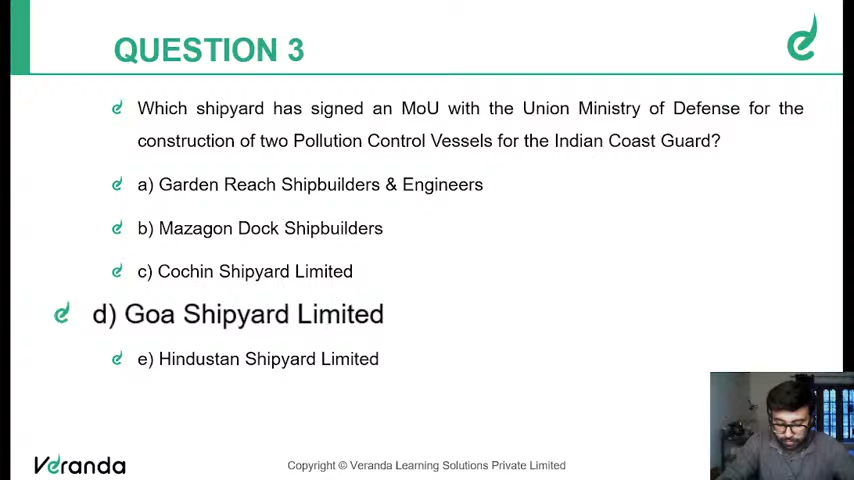 QUESTION 3
Which shipyard has signed an MoU with the Union Ministry of Defense for the
construction of two Pollution Control Vessels for the Indian Coast Guard?
a) Garden Reach Shipbuilders & Engineers
b) Mazagon Dock Shipbuilders
c) Cochin Shipyard Limited
d) Goa Shipyard Limited
e) Hindustan Shipyard Limited
Veranda
Copyright © Veranda Learning Solutions Private Limited